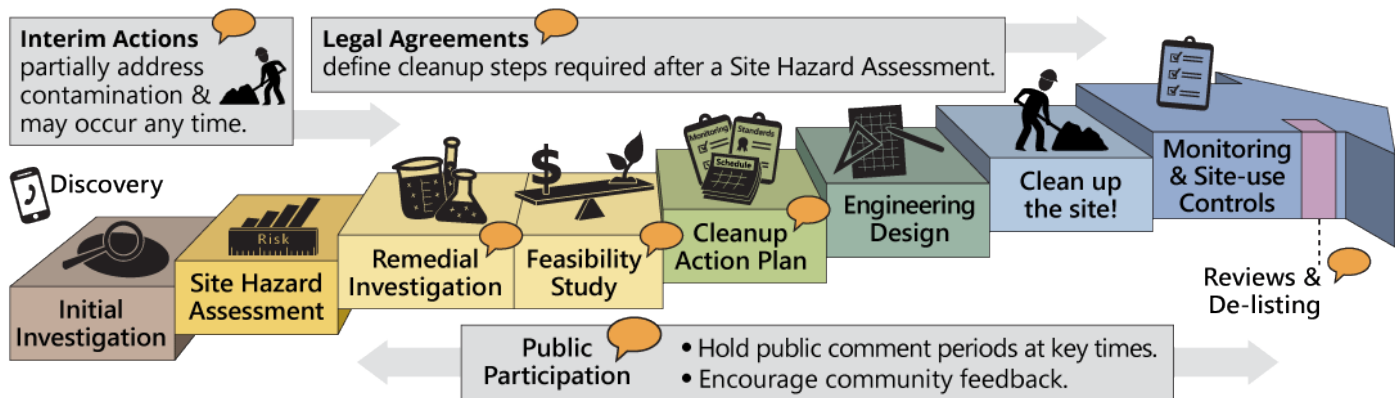 Interim Actions
partially address
contamination &
may occur any time.
Legal Agreements
define cleanup steps required after a Site Hazard Assessment.
Discovery
Initial
Investigation
Risk
Site Hazard
Assessment
Remedial
Investigation
$
Feasibility
Study
Monitoring
Standards
Schedule
Cleanup
Action Plan
Engineering
Design
Clean up
the site!
Monitoring
& Site-use
Controls
Reviews &
De-listing
Public
Participation
• Hold public comment periods at key times.
• Encourage community feedback.